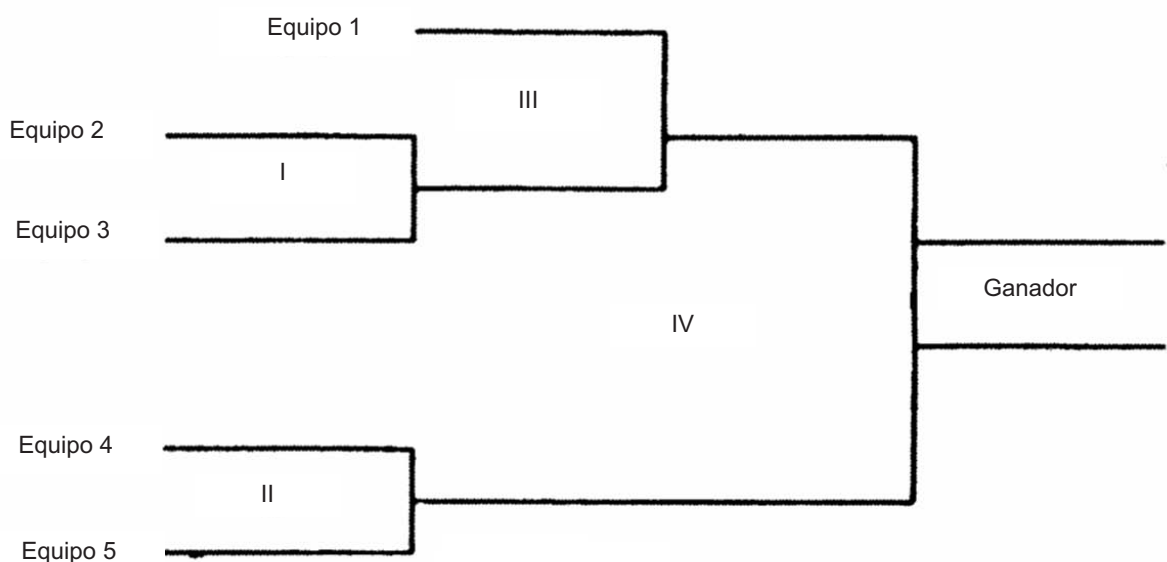 Equipo 1
III
Equipo 2
I
Equipo 3
Ganador
IV
Equipo 4
II
Equipo 5